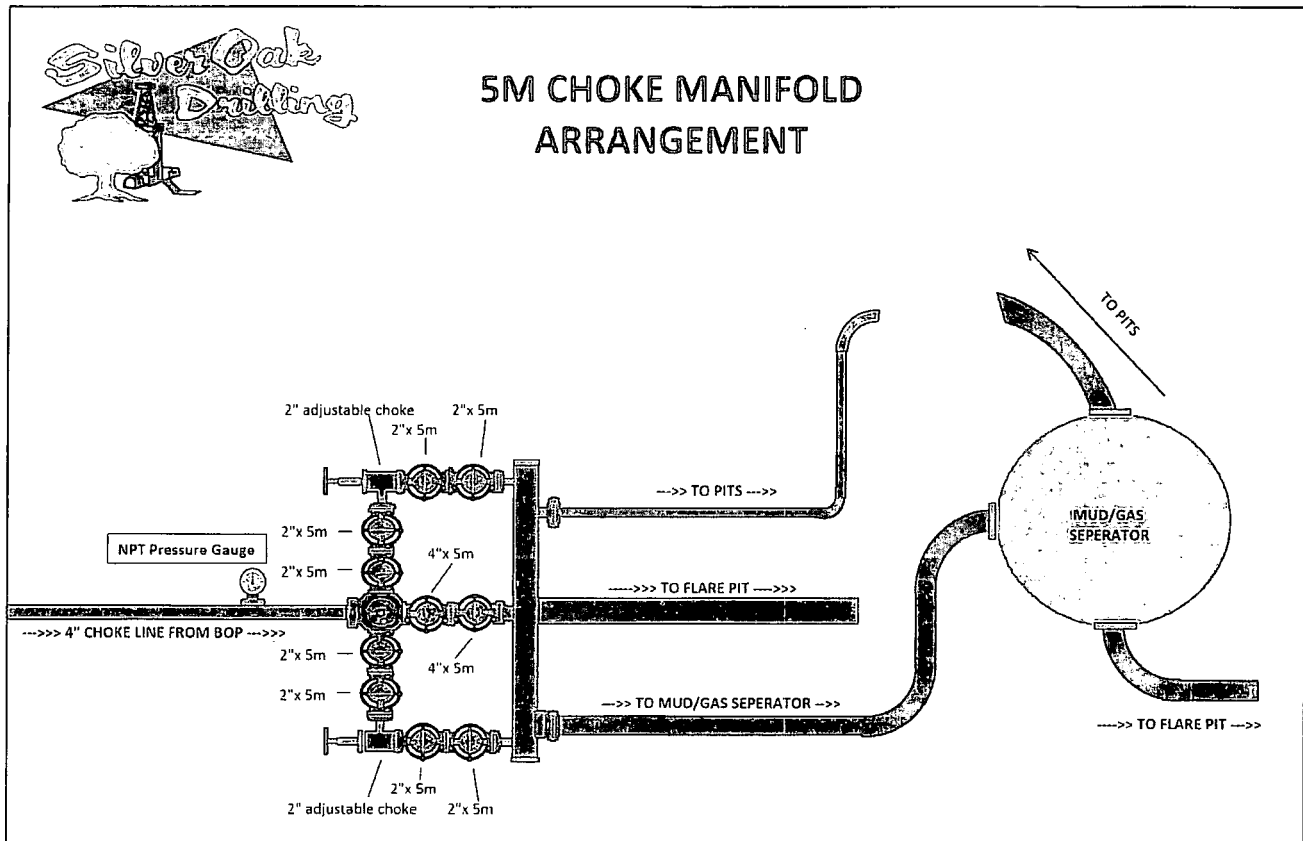 SilverOak
Drilling
5M CHOKE MANIFOLD
ARRANGEMENT
TO PITS
2" adjustable choke
2"x 5m
2"x 5m
--->> TO PITS --->>
MUD/GAS
SEPERATOR
2"x 5m
NPT Pressure Gauge
2"x 5m
4"x 5m
----->>> TO FLARE PIT ---->>>
--->>> 4" CHOKE LINE FROM BOP --->>>
2"x 5m
4"x 5m
2"x 5m
--->> TO MUD/GAS SEPERATOR -->>
---->> TO FLARE PIT --->>
2"x 5m
2" adjustable choke
2"x 5m